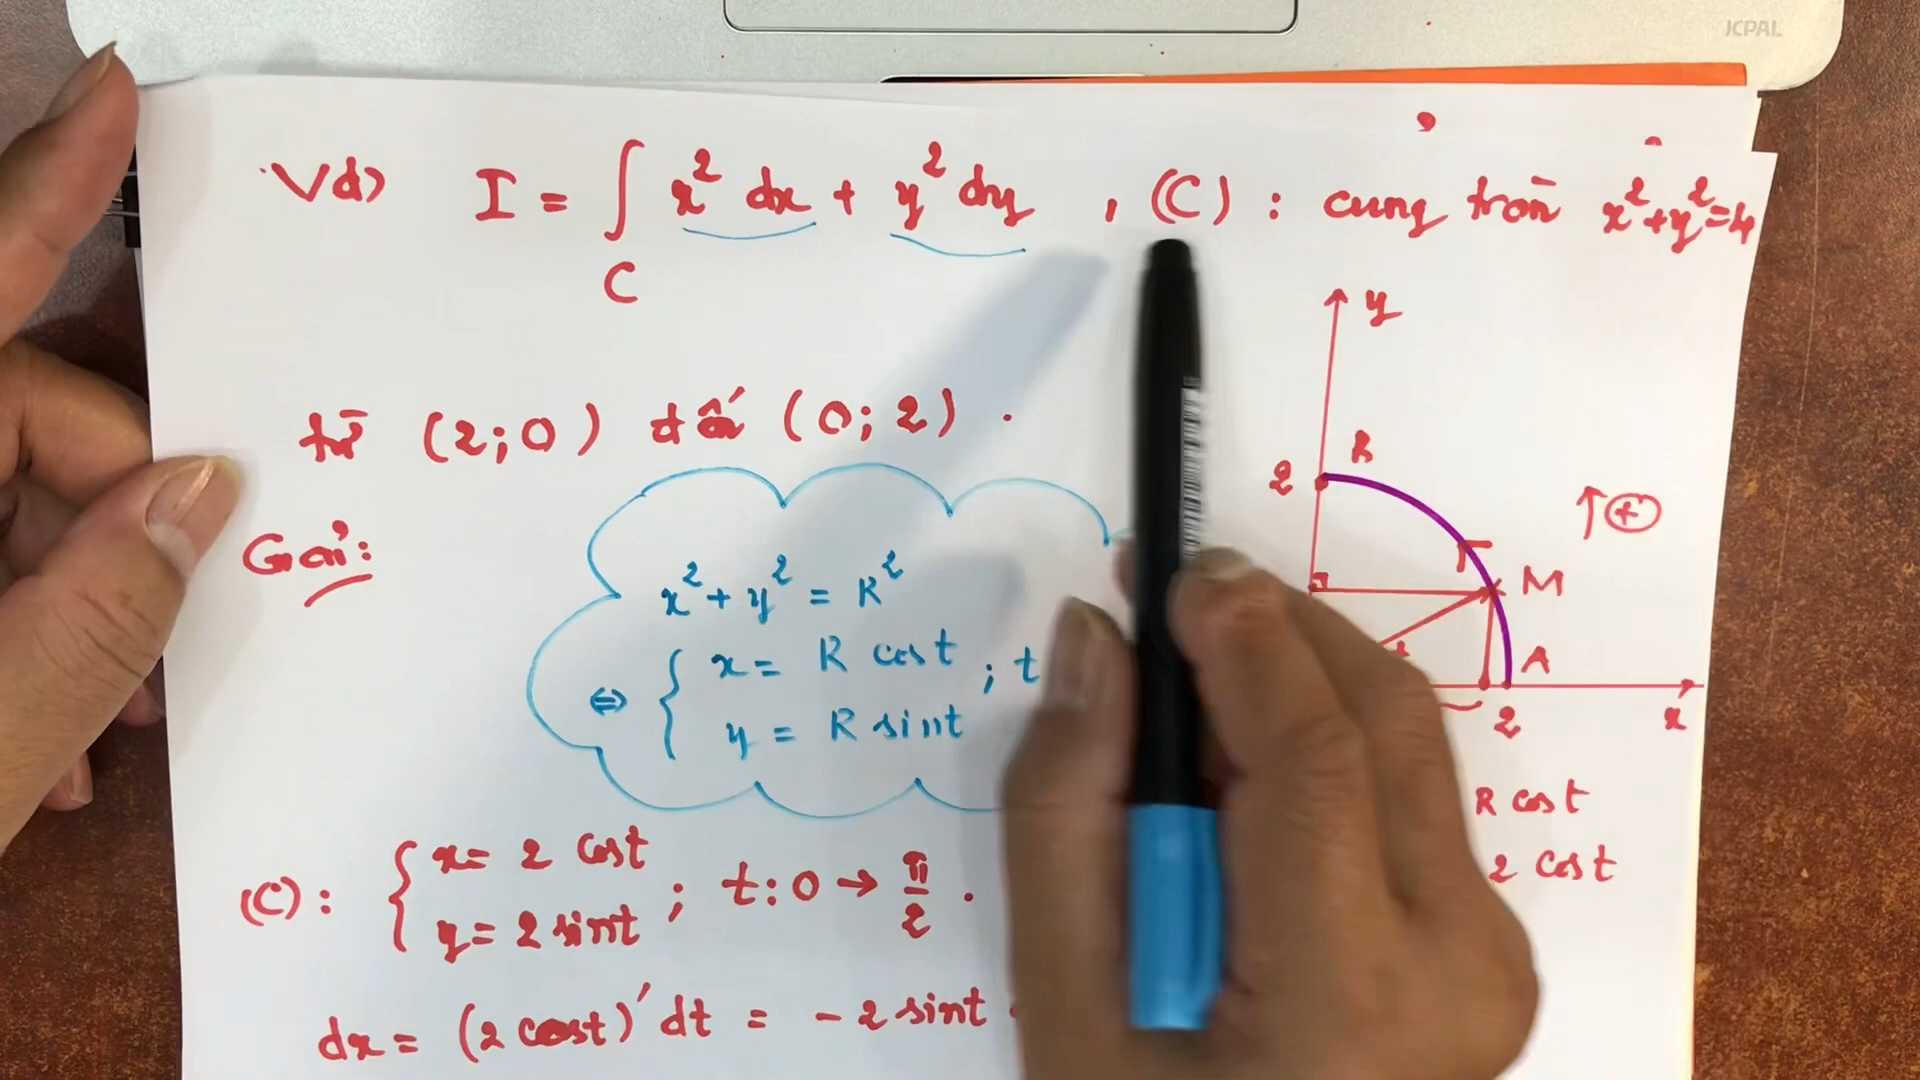 JCPAL
Vd) I = ∫_C x² dx + y² dy , (C) : cung tròn x² + y² = 4
từ (2;0) đến (0;2) .
Giải:
x² + y² = R²
⇔ { x = R cost ; t
y = R sint
y
2 B
↑ ⊕
M
A
2 x
R cost
2 cost
(C): { x = 2 cost
y = 2 sint ; t: 0 → π/2 .
dx = (2 cost)' dt = - 2 sint